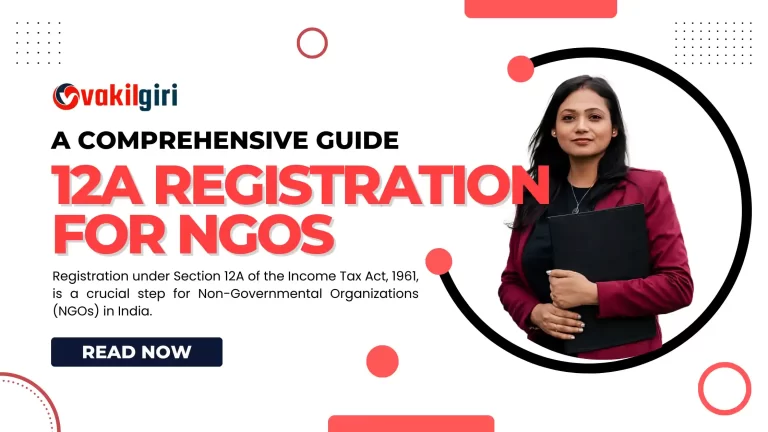 vakilgiri
A COMPREHENSIVE GUIDE
12A REGISTRATION
FOR NGOS
Registration under Section 12A of the Income Tax Act, 1961,
is a crucial step for Non-Governmental Organizations
(NGOs) in India.
READ NOW